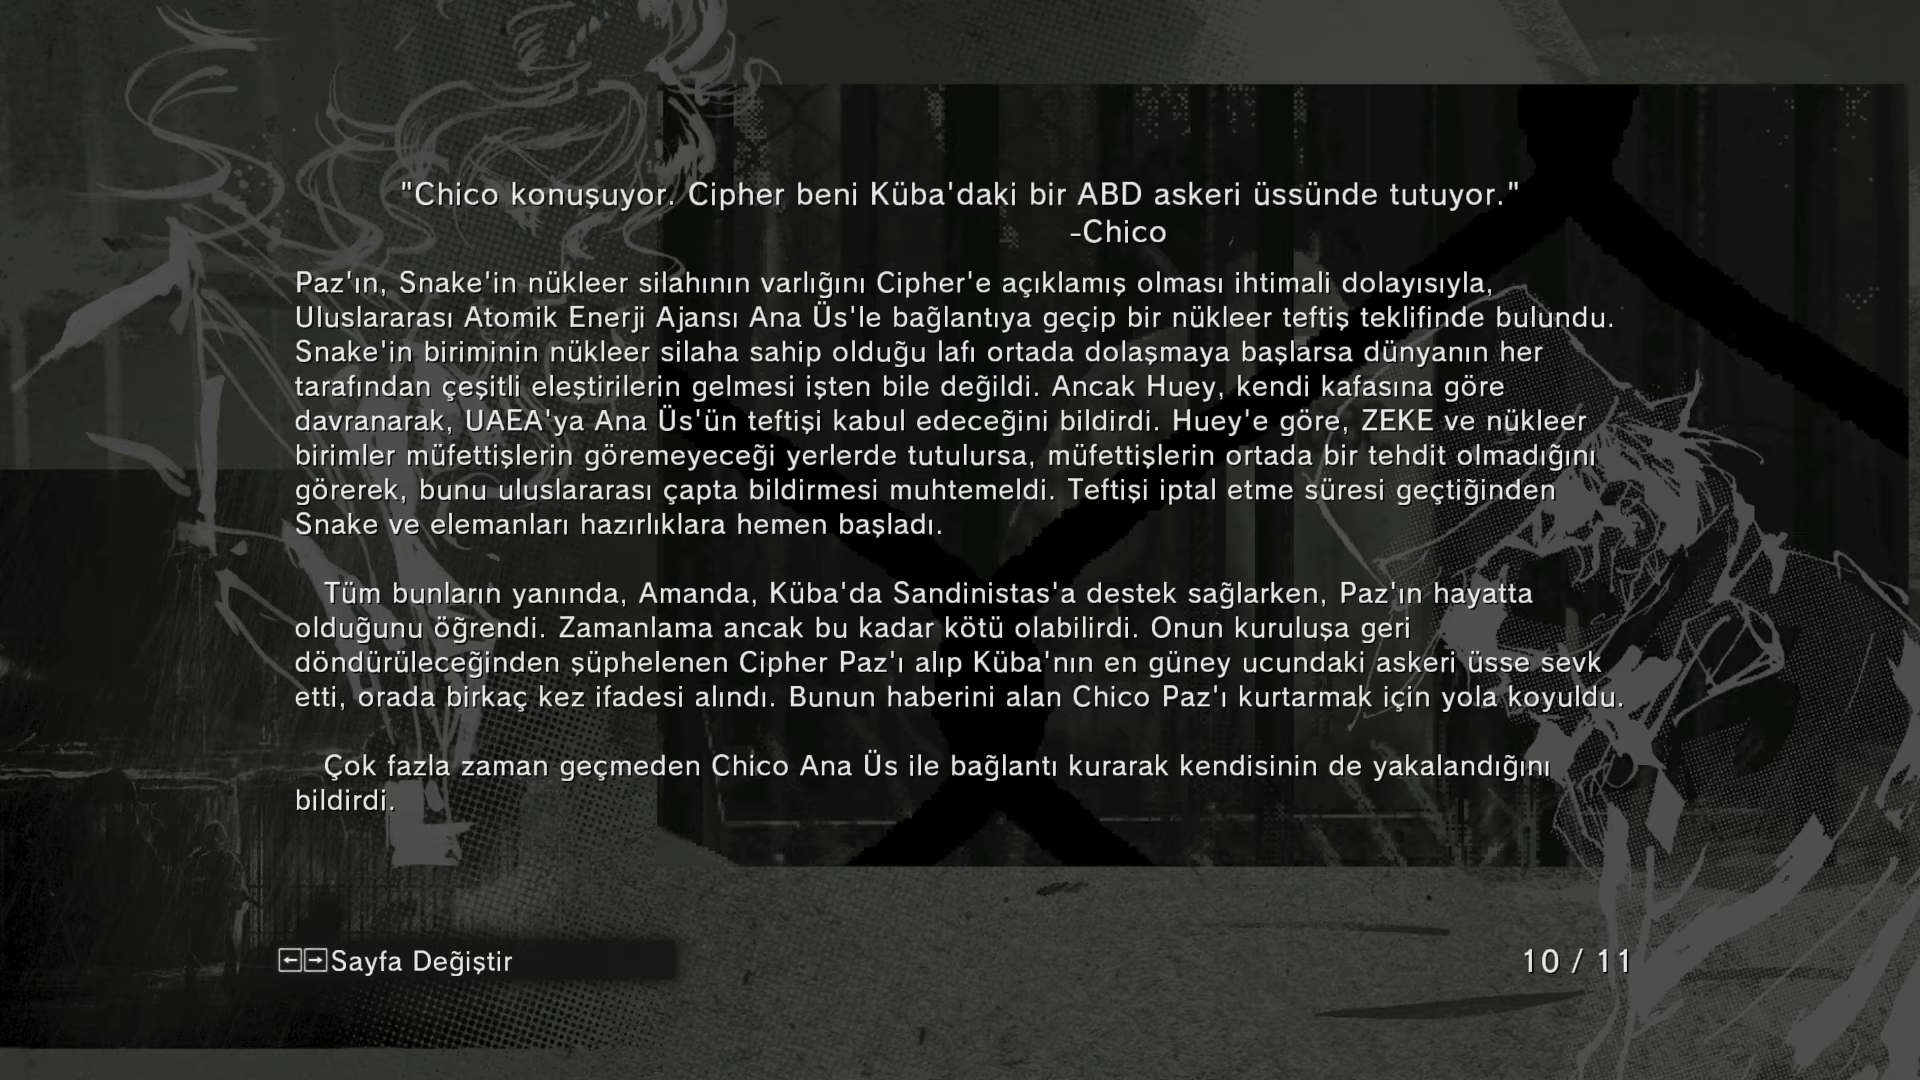 "Chico konuşuyor. Cipher beni Küba'daki bir ABD askeri üssünde tutuyor."
-Chico
Paz'ın, Snake'in nükleer silahının varlığını Cipher'e açıklamış olması ihtimali dolayısıyla,
Uluslararası Atomik Enerji Ajansı Ana Üs'le bağlantıya geçip bir nükleer teftiş teklifinde bulundu.
Snake'in biriminin nükleer silaha sahip olduğu lafı ortada dolaşmaya başlarsa dünyanın her
tarafından çeşitli eleştirilerin gelmesi işten bile değildi. Ancak Huey, kendi kafasına göre
davranarak, UAEA'ya Ana Üs'ün teftişi kabul edeceğini bildirdi. Huey'e göre, ZEKE ve nükleer
birimler müfettişlerin göremeyeceği yerlerde tutulursa, müfettişlerin ortada bir tehdit olmadığını
görerek, bunu uluslararası çapta bildirmesi muhtemeldi. Teftişi iptal etme süresi geçtiğinden
Snake ve elemanları hazırlıklara hemen başladı.
Tüm bunların yanında, Amanda, Küba'da Sandinistas'a destek sağlarken, Paz'ın hayatta
olduğunu öğrendi. Zamanlama ancak bu kadar kötü olabilirdi. Onun kuruluşa geri
döndürüleceğinden şüphelenen Cipher Paz'ı alıp Küba'nın en güney ucundaki askeri üsse sevk
etti, orada birkaç kez ifadesi alındı. Bunun haberini alan Chico Paz'ı kurtarmak için yola koyuldu.
Çok fazla zaman geçmeden Chico Ana Üs ile bağlantı kurarak kendisinin de yakalandığını
bildirdi.
←→Sayfa Değiştir
10 / 11